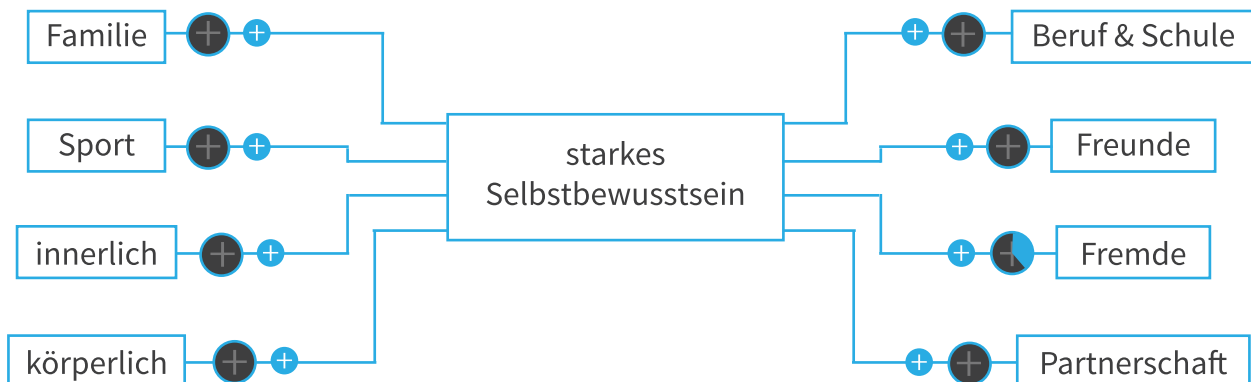 Familie
Beruf & Schule
Sport
Freunde
starkes
Selbstbewusstsein
innerlich
Fremde
körperlich
Partnerschaft